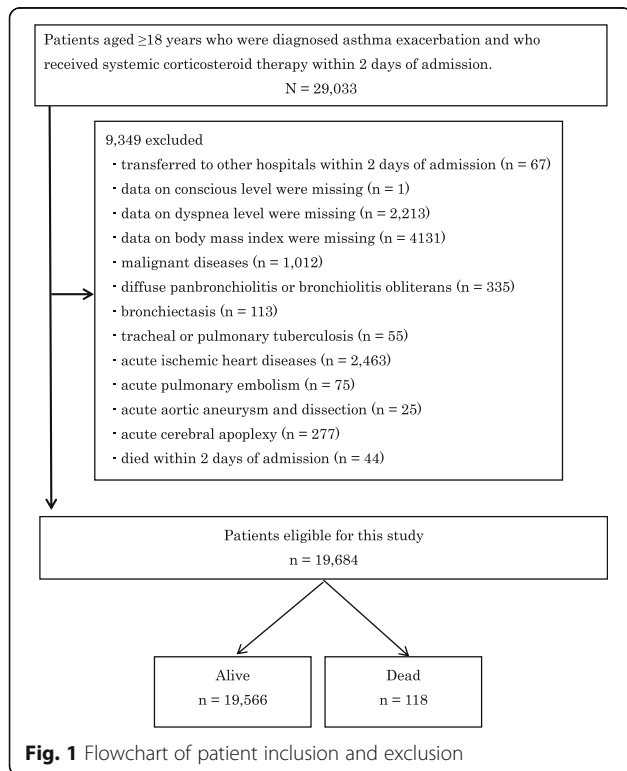 Patients aged ≥18 years who were diagnosed asthma exacerbation and who
received systemic corticosteroid therapy within 2 days of admission.
N = 29,033
9,349 excluded
- transferred to other hospitals within 2 days of admission (n = 67)
- data on conscious level were missing (n = 1)
- data on dyspnea level were missing (n = 2,213)
- data on body mass index were missing (n = 4131)
- malignant diseases (n = 1,012)
- diffuse panbronchiolitis or bronchiolitis obliterans (n = 335)
- bronchiectasis (n = 113)
- tracheal or pulmonary tuberculosis (n = 55)
- acute ischemic heart diseases (n = 2,463)
- acute pulmonary embolism (n = 75)
- acute aortic aneurysm and dissection (n = 25)
- acute cerebral apoplexy (n = 277)
- died within 2 days of admission (n = 44)
Patients eligible for this study
n = 19,684
Alive
n = 19,566
Dead
n = 118
Fig. 1 Flowchart of patient inclusion and exclusion